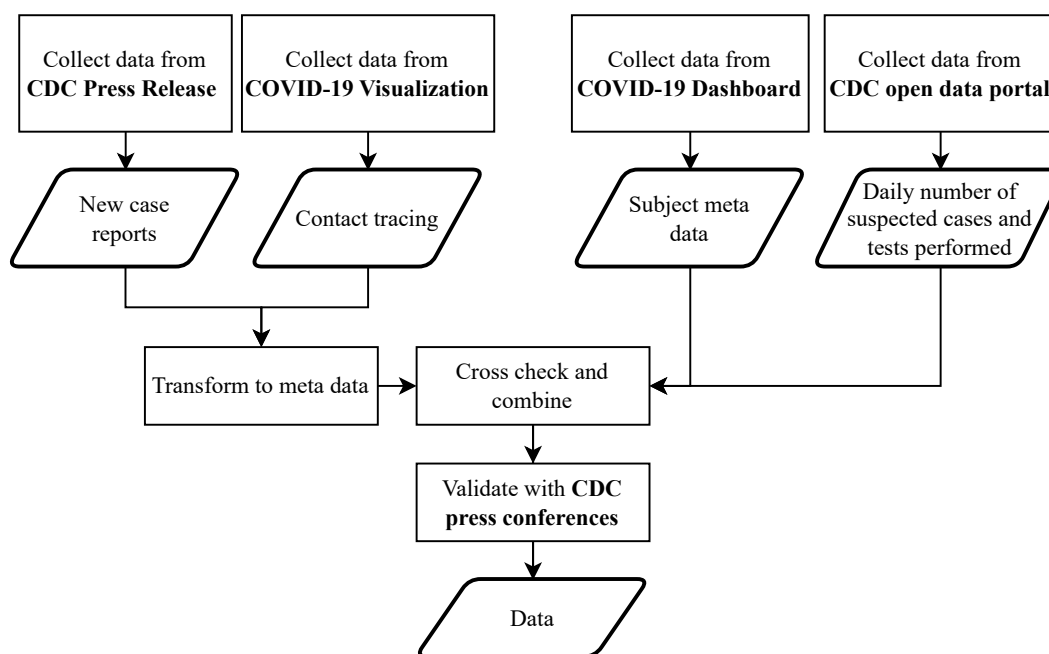 Collect data from
CDC Press Release
Collect data from
COVID-19 Visualization
Collect data from
COVID-19 Dashboard
Collect data from
CDC open data portal
New case
reports
Contact tracing
Subject meta
data
Daily number of
suspected cases and
tests performed
Transform to meta data
Cross check and
combine
Validate with CDC
press conferences
Data